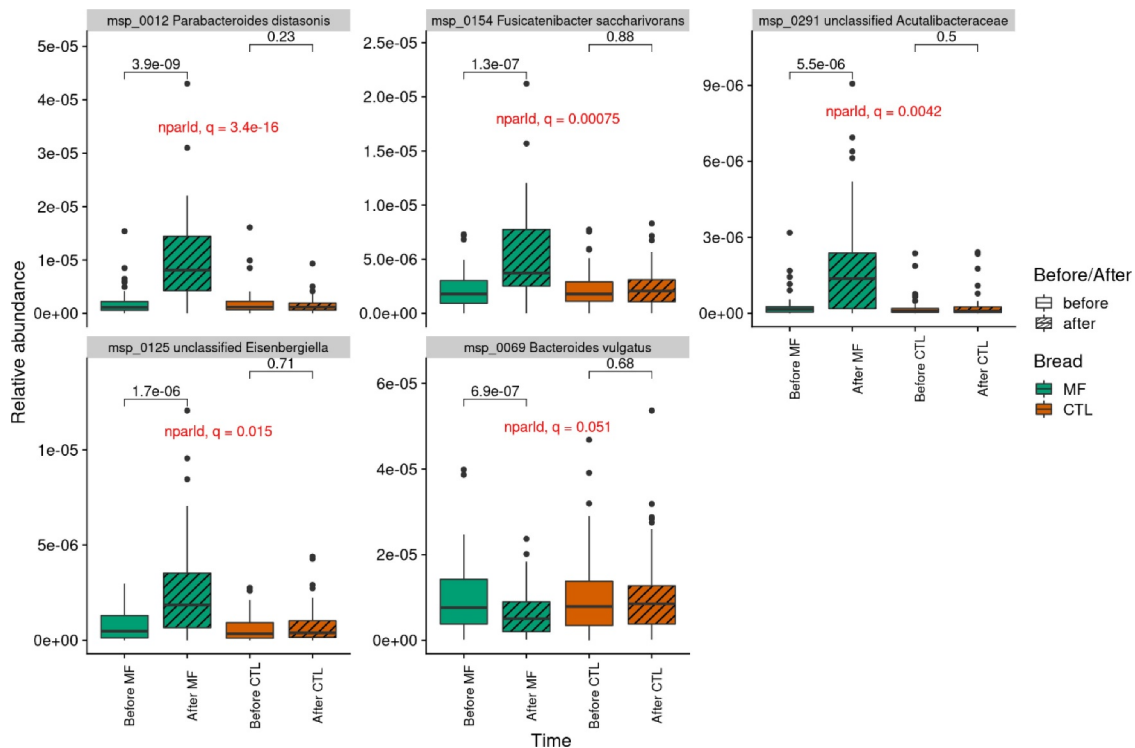 msp_0012 Parabacteroides distasonis
0.23
3.9e-09
nparld, q = 3.4e-16
5e-05
4e-05
3e-05
2e-05
1e-05
0e+00
msp_0154 Fusicatenibacter saccharivorans
0.88
1.3e-07
nparld, q = 0.00075
2.5e-05
2.0e-05
1.5e-05
1.0e-05
5.0e-06
0.0e+00
msp_0291 unclassified Acutalibacteraceae
0.5
5.5e-06
nparld, q = 0.0042
9e-06
6e-06
3e-06
0e+00
Before MF
After MF
Before CTL
After CTL
msp_0125 unclassified Eisenbergiella
0.71
1.7e-06
nparld, q = 0.015
1e-05
5e-06
0e+00
Before MF
After MF
Before CTL
After CTL
msp_0069 Bacteroides vulgatus
0.68
6.9e-07
nparld, q = 0.051
6e-05
4e-05
2e-05
0e+00
Before MF
After MF
Before CTL
After CTL
Relative abundance
Time
Before/After
before
after
Bread
MF
CTL